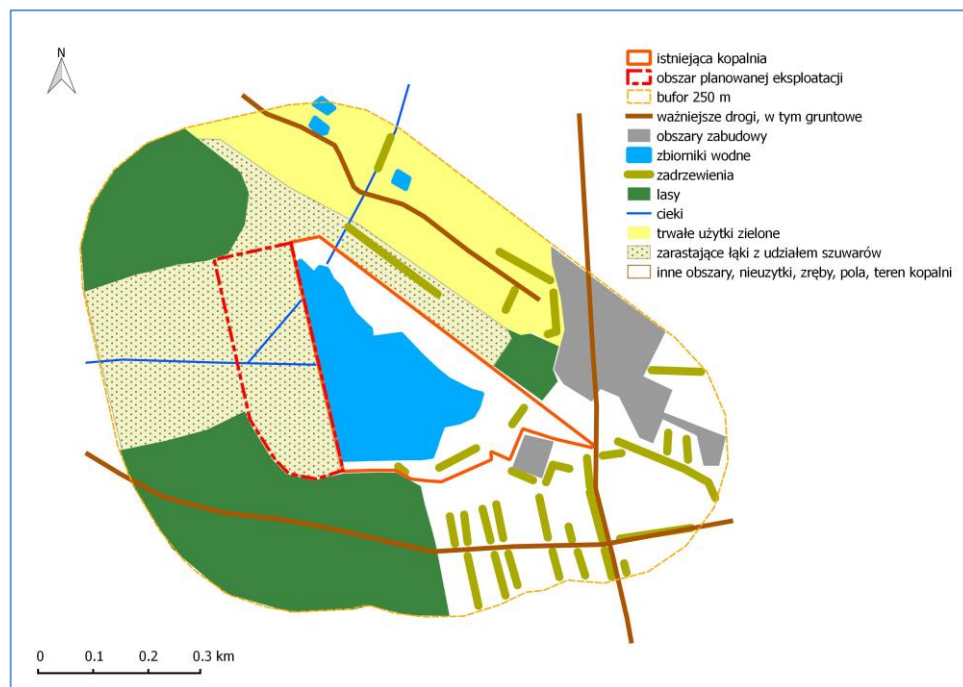 N
istniejąca kopalnia
obszar planowanej eksploatacji
bufor 250 m
ważniejsze drogi, w tym gruntowe
obszary zabudowy
zbiorniki wodne
zadrzewienia
lasy
cieki
trwałe użytki zielone
zarastające łąki z udziałem szuwarów
inne obszary, nieuzytki, zręby, pola, teren kopalni
0 0.1 0.2 0.3 km